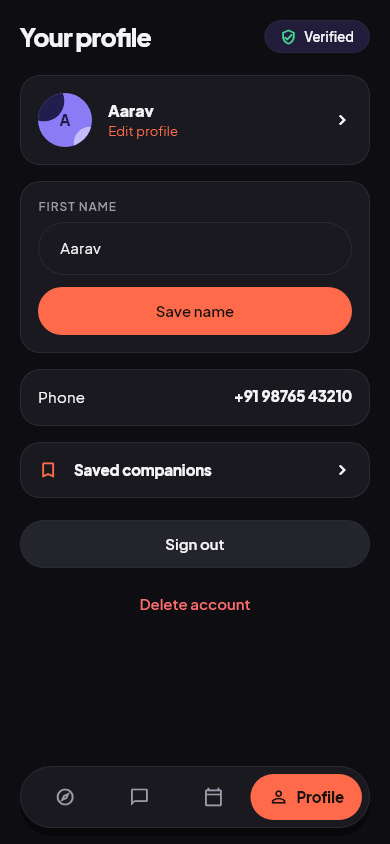 Your profile
Verified
A
Aarav
Edit profile
FIRST NAME
Aarav
Save name
Phone
+91 98765 43210
Saved companions
Sign out
Delete account
Profile